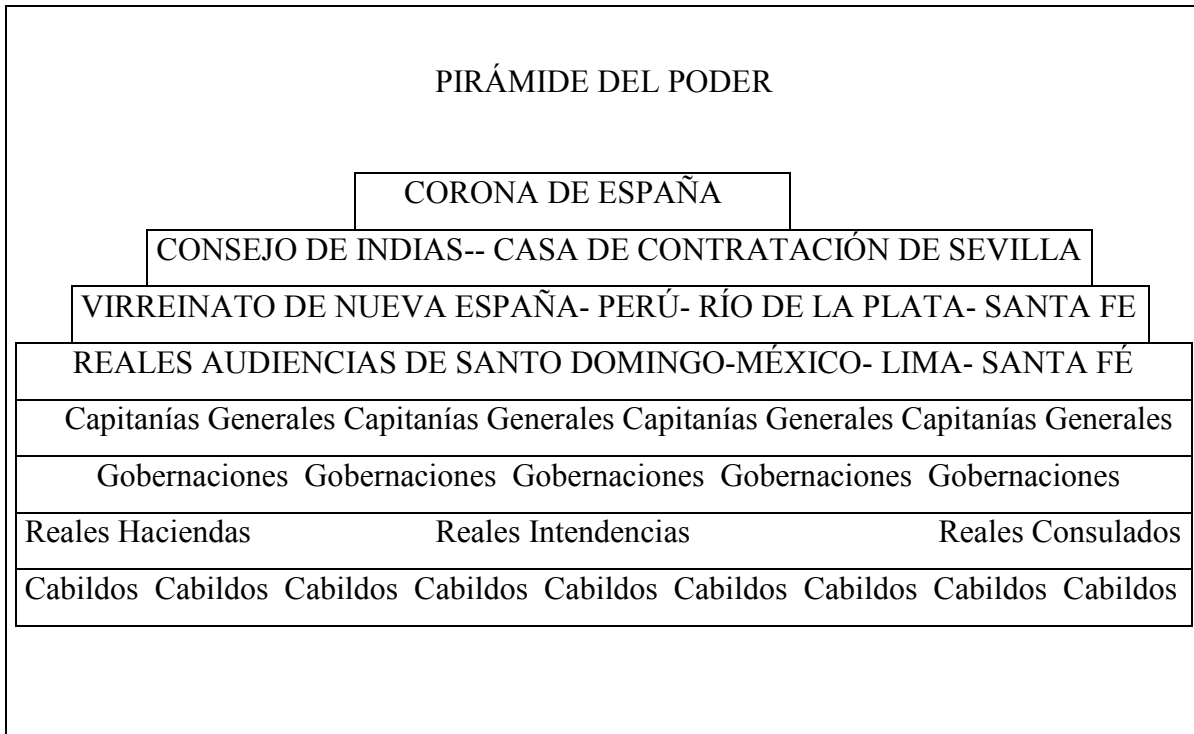 PIRÁMIDE DEL PODER
CORONA DE ESPAÑA
CONSEJO DE INDIAS-- CASA DE CONTRATACIÓN DE SEVILLA
VIRREINATO DE NUEVA ESPAÑA- PERÚ- RÍO DE LA PLATA- SANTA FE
REALES AUDIENCIAS DE SANTO DOMINGO-MÉXICO- LIMA- SANTA FÉ
Capitanías Generales Capitanías Generales Capitanías Generales Capitanías Generales
Gobernaciones Gobernaciones Gobernaciones Gobernaciones Gobernaciones
Reales Haciendas Reales Intendencias Reales Consulados
Cabildos Cabildos Cabildos Cabildos Cabildos Cabildos Cabildos Cabildos Cabildos